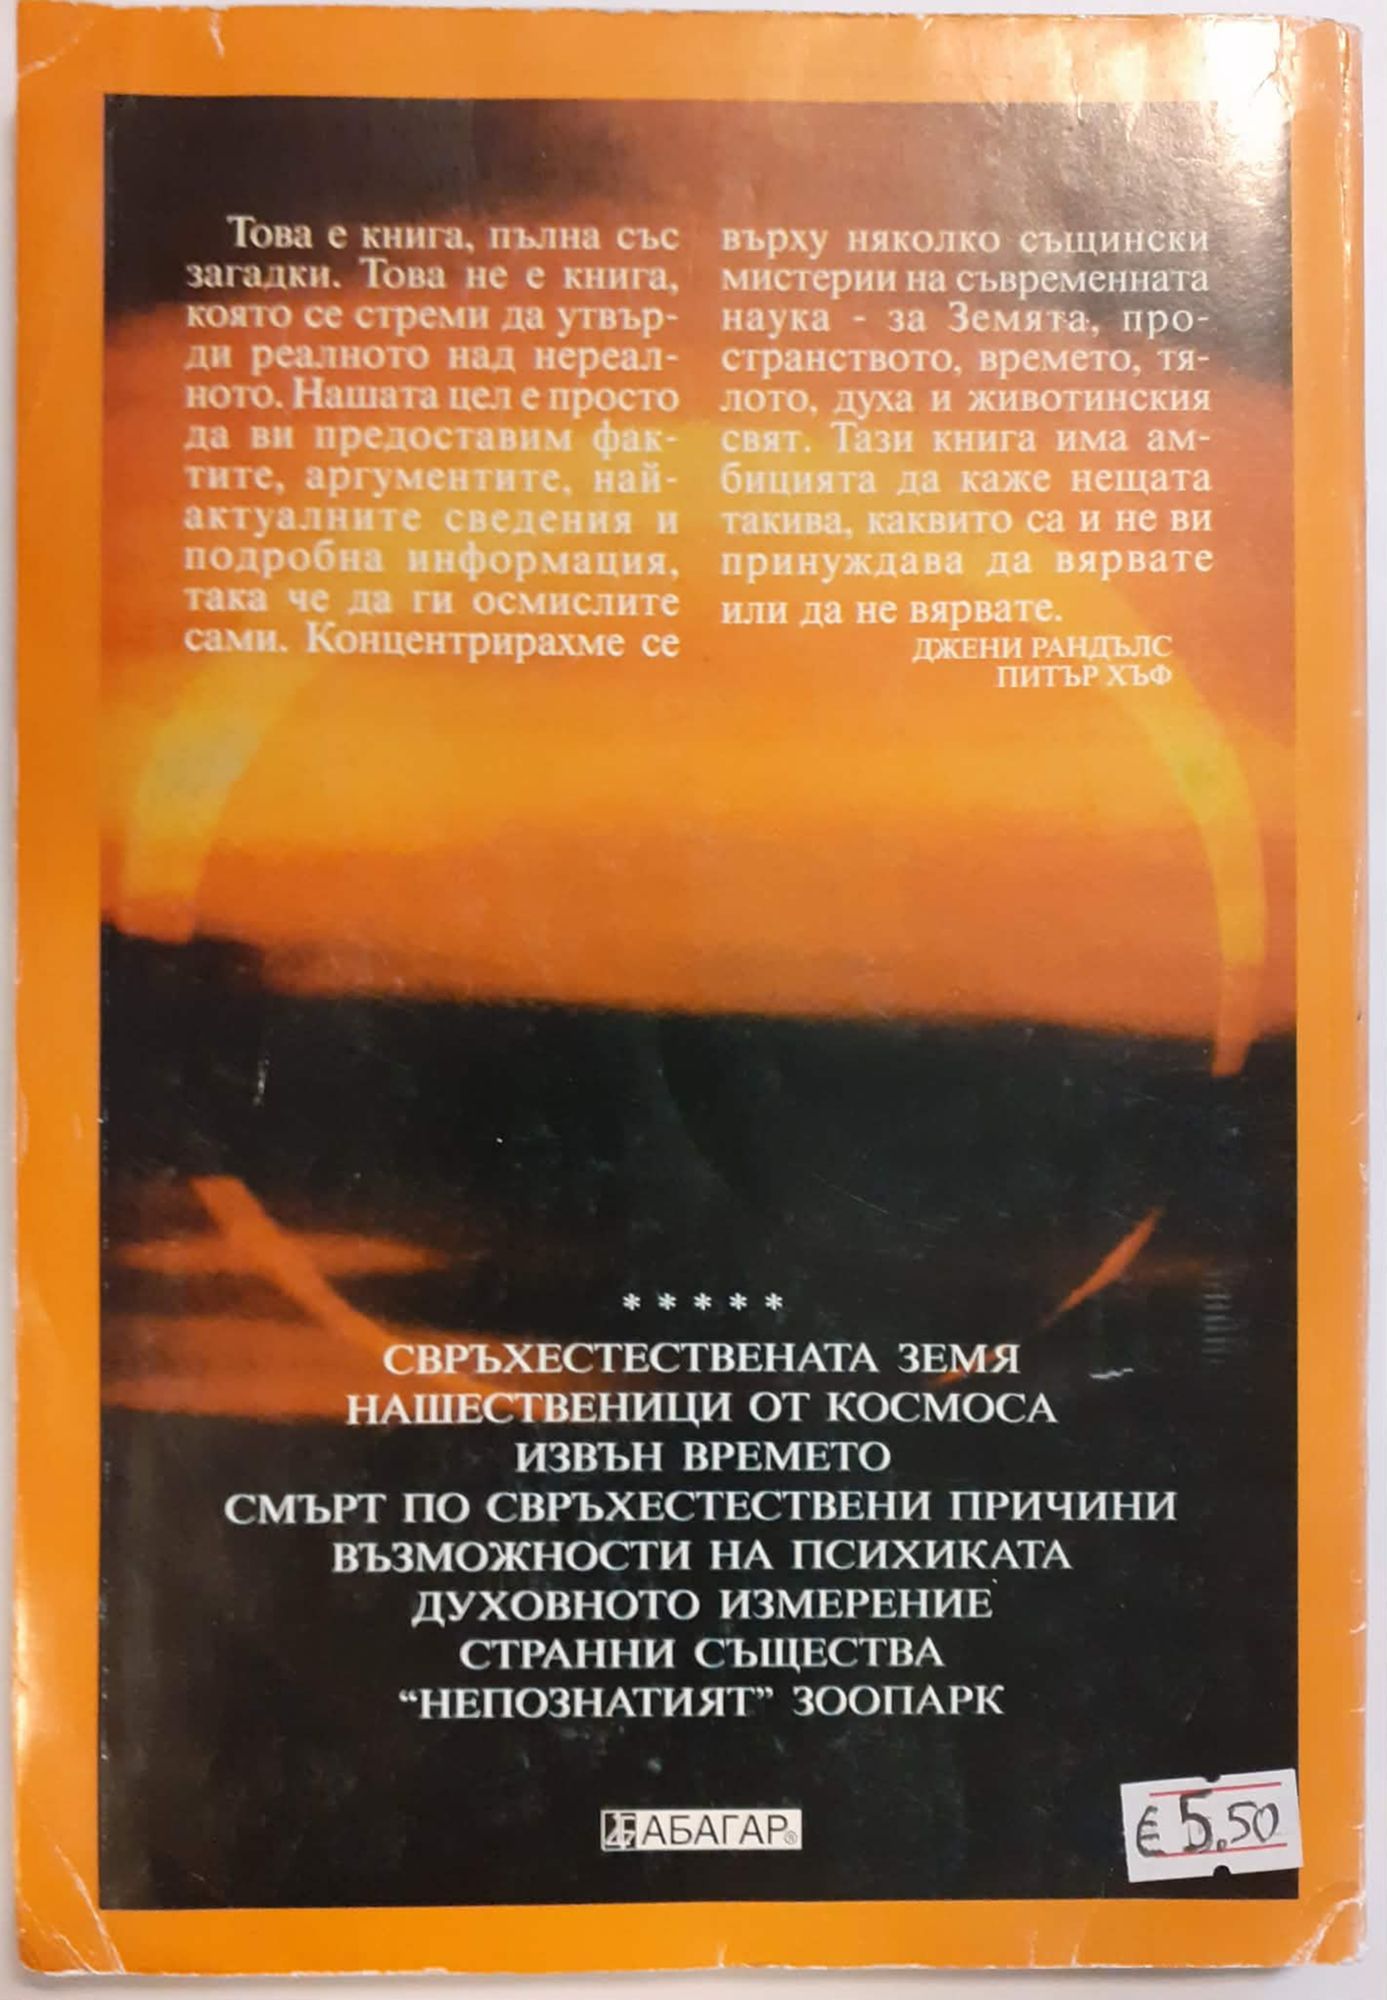 Това е книга, пълна със
загадки. Това не е книга,
която се стреми да утвър-
ди реалното над нереал-
ното. Нашата цел е просто
да ви предоставим фак-
тите, аргументите, най-
актуалните сведения и
подробна информация,
така че да ги осмислите
сами. Концентрирахме се
върху няколко същински
мистерии на съвременната
наука - за Земята, про-
странството, времето, тя-
лото, духа и животинския
свят. Тази книга има ам-
бицията да каже нещата
такива, каквито са и не ви
принуждава да вярвате
или да не вярвате.
ДЖЕНИ РАНДЪЛС
ПИТЪР ХЪФ
* * * * *
СВРЪХЕСТЕСТВЕНАТА ЗЕМЯ
НАШЕСТВЕНИЦИ ОТ КОСМОСА
ИЗВЪН ВРЕМЕТО
СМЪРТ ПО СВРЪХЕСТЕСТВЕНИ ПРИЧИНИ
ВЪЗМОЖНОСТИ НА ПСИХИКАТА
ДУХОВНОТО ИЗМЕРЕНИЕ
СТРАННИ СЪЩЕСТВА
“НЕПОЗНАТИЯТ” ЗООПАРК
АБАГАР®
€ 5.50